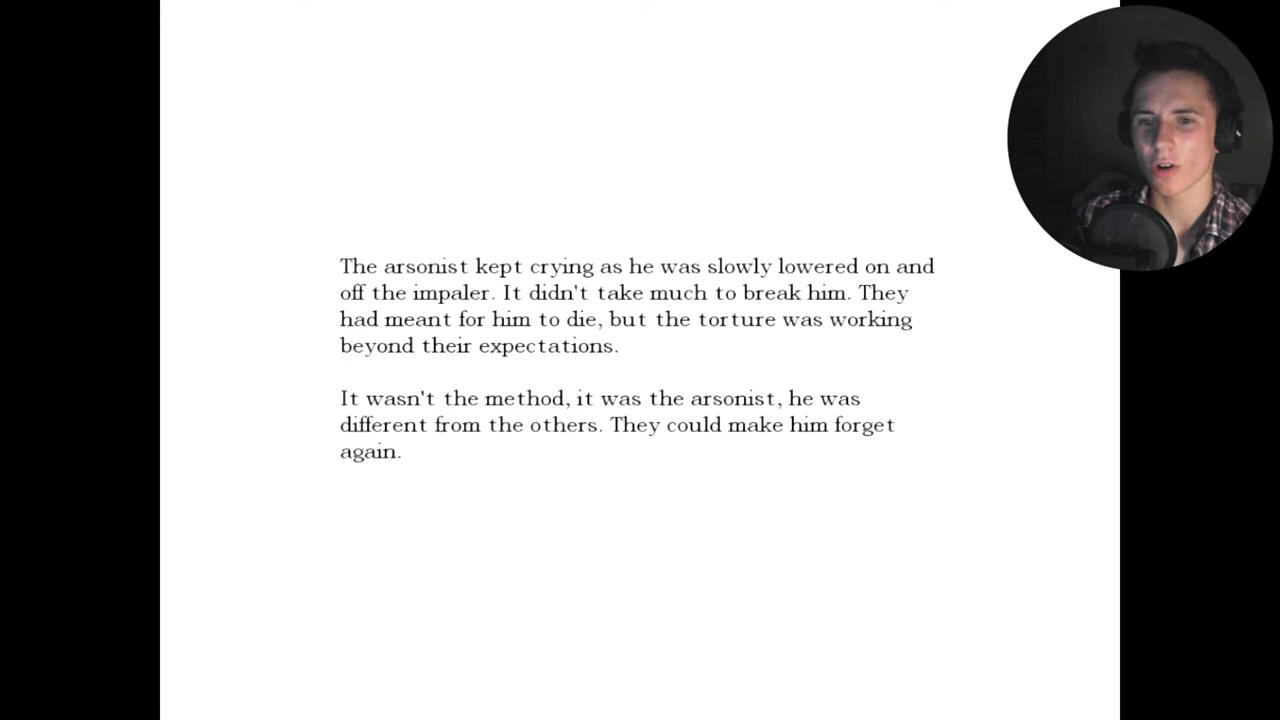 The arsonist kept crying as he was slowly lowered on and
off the impaler. It didn't take much to break him. They
had meant for him to die, but the torture was working
beyond their expectations.
It wasn't the method, it was the arsonist, he was
different from the others. They could make him forget
again.